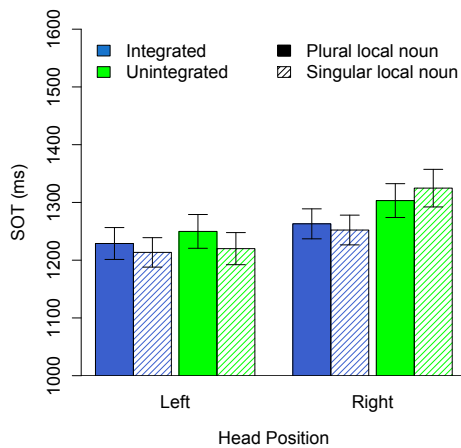 1600
1500
1400
1300
1200
1100
1000
SOT (ms)
Integrated
Unintegrated
Plural local noun
Singular local noun
Left
Right
Head Position